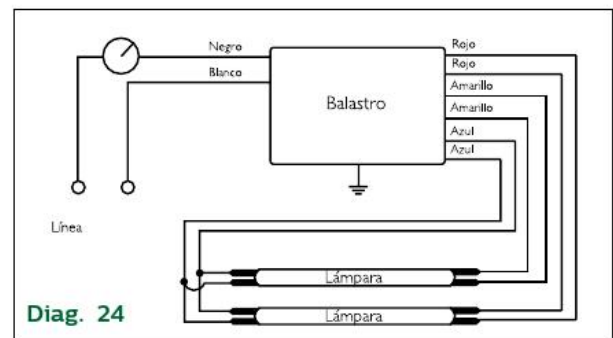 Negro
Rojo
Rojo
Blanco
Amarillo
Balastro
Amarillo
Azul
Azul
Línea
Lámpara
Lámpara
Diag. 24